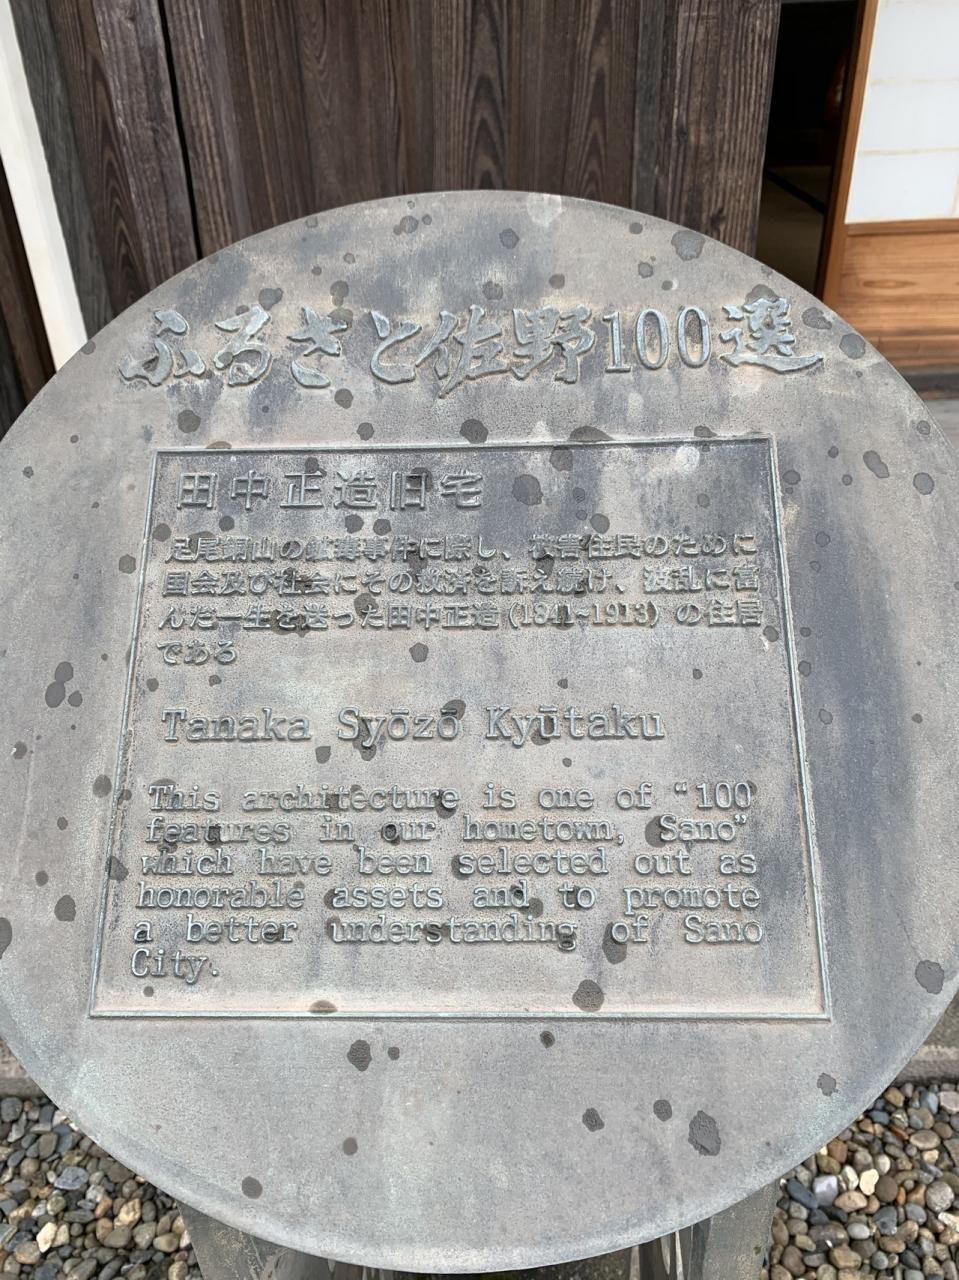 ふるさと佐野100選
田中正造旧宅
足尾銅山の鉱毒事件に際し、被害住民のために
国会及び社会にその救済を訴え続け、波乱に富
んだ一生を送った田中正造(1841~1913)の住居
である
Tanaka Syōzō Kyūtaku
This architecture is one of “100
features in our hometown, Sano”
which have been selected out as
honorable assets and to promote
a better understanding of Sano
City.